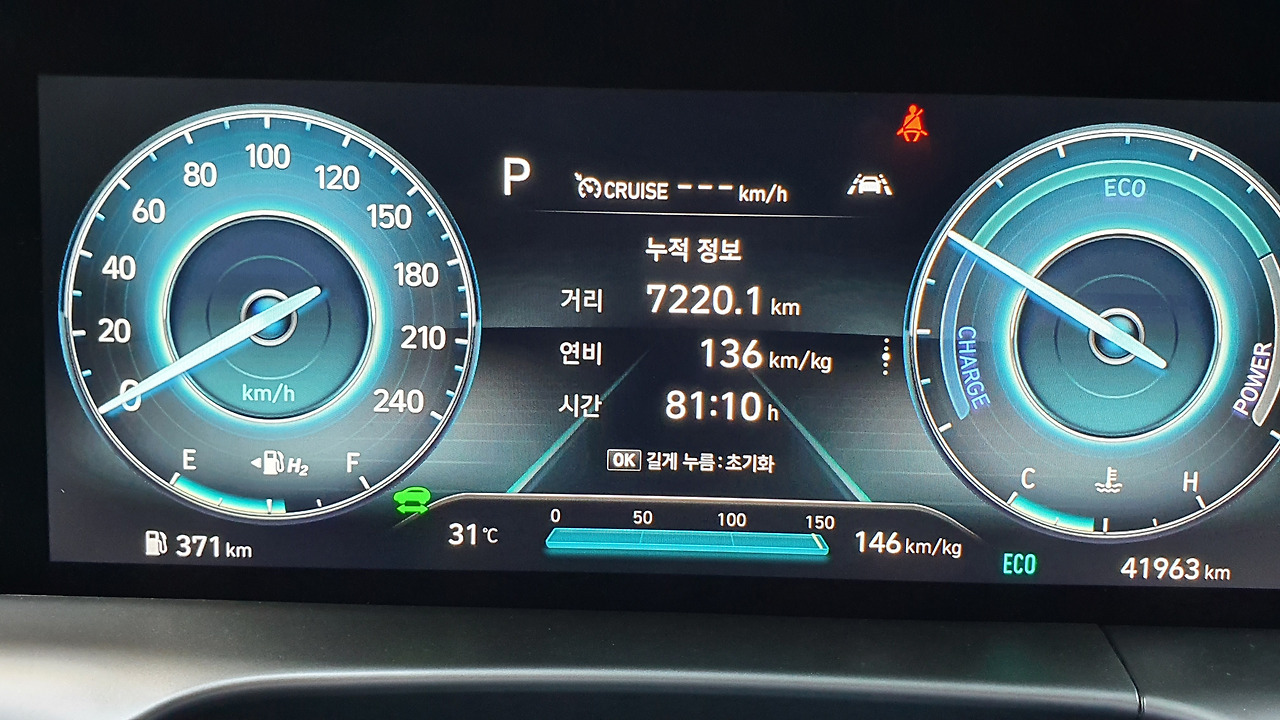 P CRUISE --- km/h
누적 정보
거리 7220.1 km
연비 136 km/kg
시간 81:10 h
OK 길게 누름 : 초기화
0 20 40 60 80 100 120 150 180 210 240
km/h
E H2 F
371 km
31℃
0 50 100 150
146 km/kg
CHARGE ECO POWER
C H
ECO
41963 km